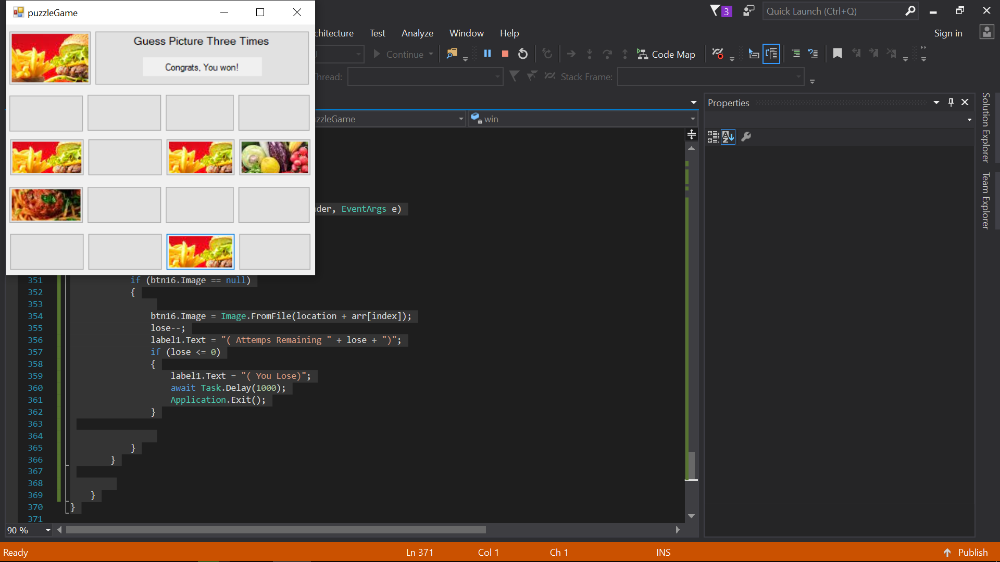 puzzleGame
Guess Picture Three Times
Congrats, You won!
3
Quick Launch (Ctrl+Q)
chitecture Test Analyze Window Help
Sign in
Continue
Code Map
hread:
Stack Frame:
Properties
zzleGame
win
Solution Explorer
Team Explorer
nder, EventArgs e)
351 if (btn16.Image == null)
352 {
353
354 btn16.Image = Image.FromFile(location + arr[index]);
355 lose--;
356 label1.Text = "( Attemps Remaining " + lose + ")";
357 if (lose <= 0)
358 {
359 label1.Text = "( You Lose)";
360 await Task.Delay(1000);
361 Application.Exit();
362 }
363
364
365 }
366 }
367
368
369 }
370 }
371
90 %
Ready Ln 371 Col 1 Ch 1 INS Publish